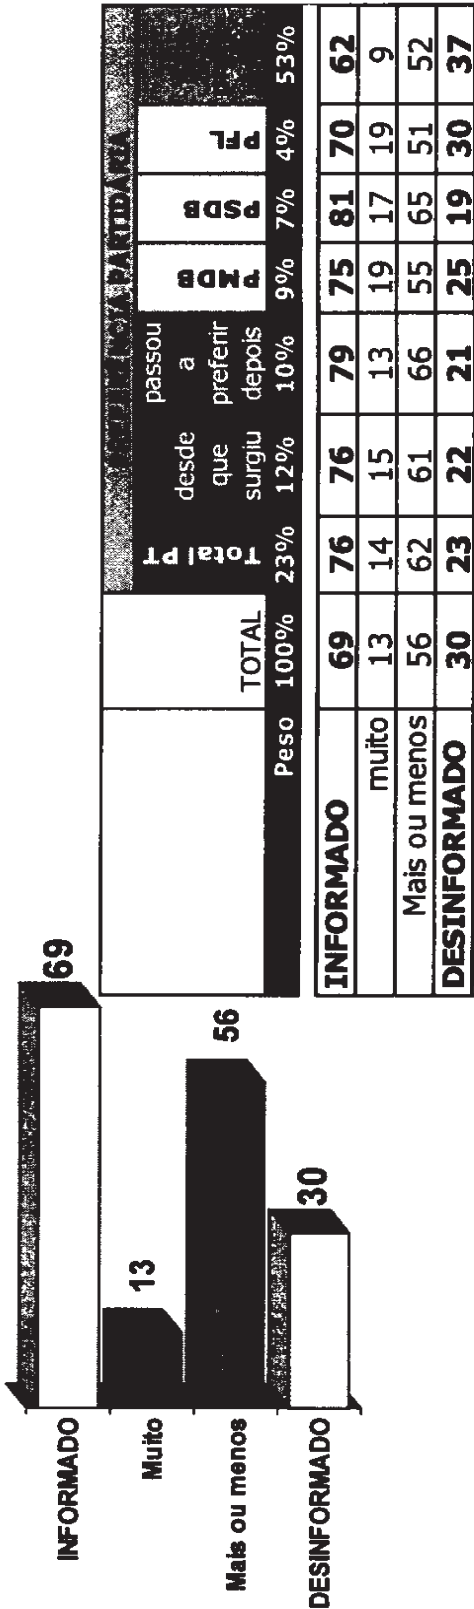 INFORMADO 69
Muito 13
Mais ou menos 56
DESINFORMADO 30
PARTIDÁRIA
TOTAL Total PT desde que surgiu passou a preferir depois PMDB PSDB PFL
Peso 100% 23% 12% 10% 9% 7% 4% 53%
INFORMADO 69 76 76 79 75 81 70 62
muito 13 14 15 13 19 17 19 9
Mais ou menos 56 62 61 66 55 65 51 52
DESINFORMADO 30 23 22 21 25 19 30 37